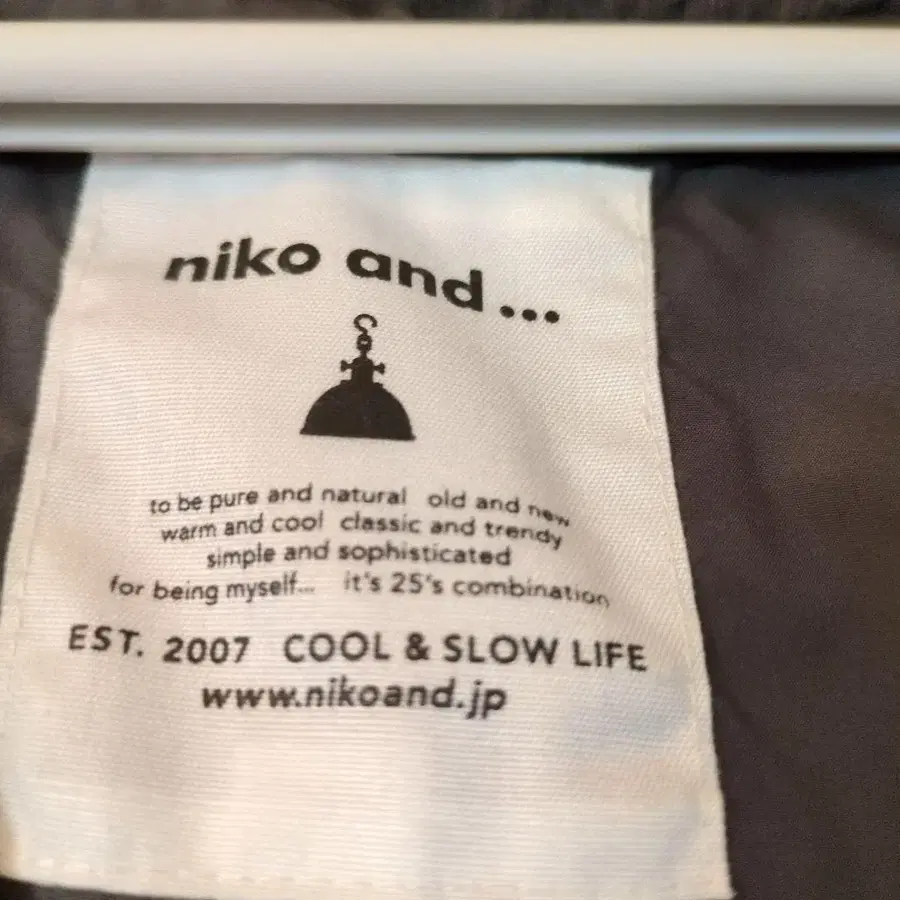 niko and...
to be pure and natural old and new
warm and cool classic and trendy
simple and sophisticated
for being myself... it's 25's combination
EST. 2007 COOL & SLOW LIFE
www.nikoand.jp